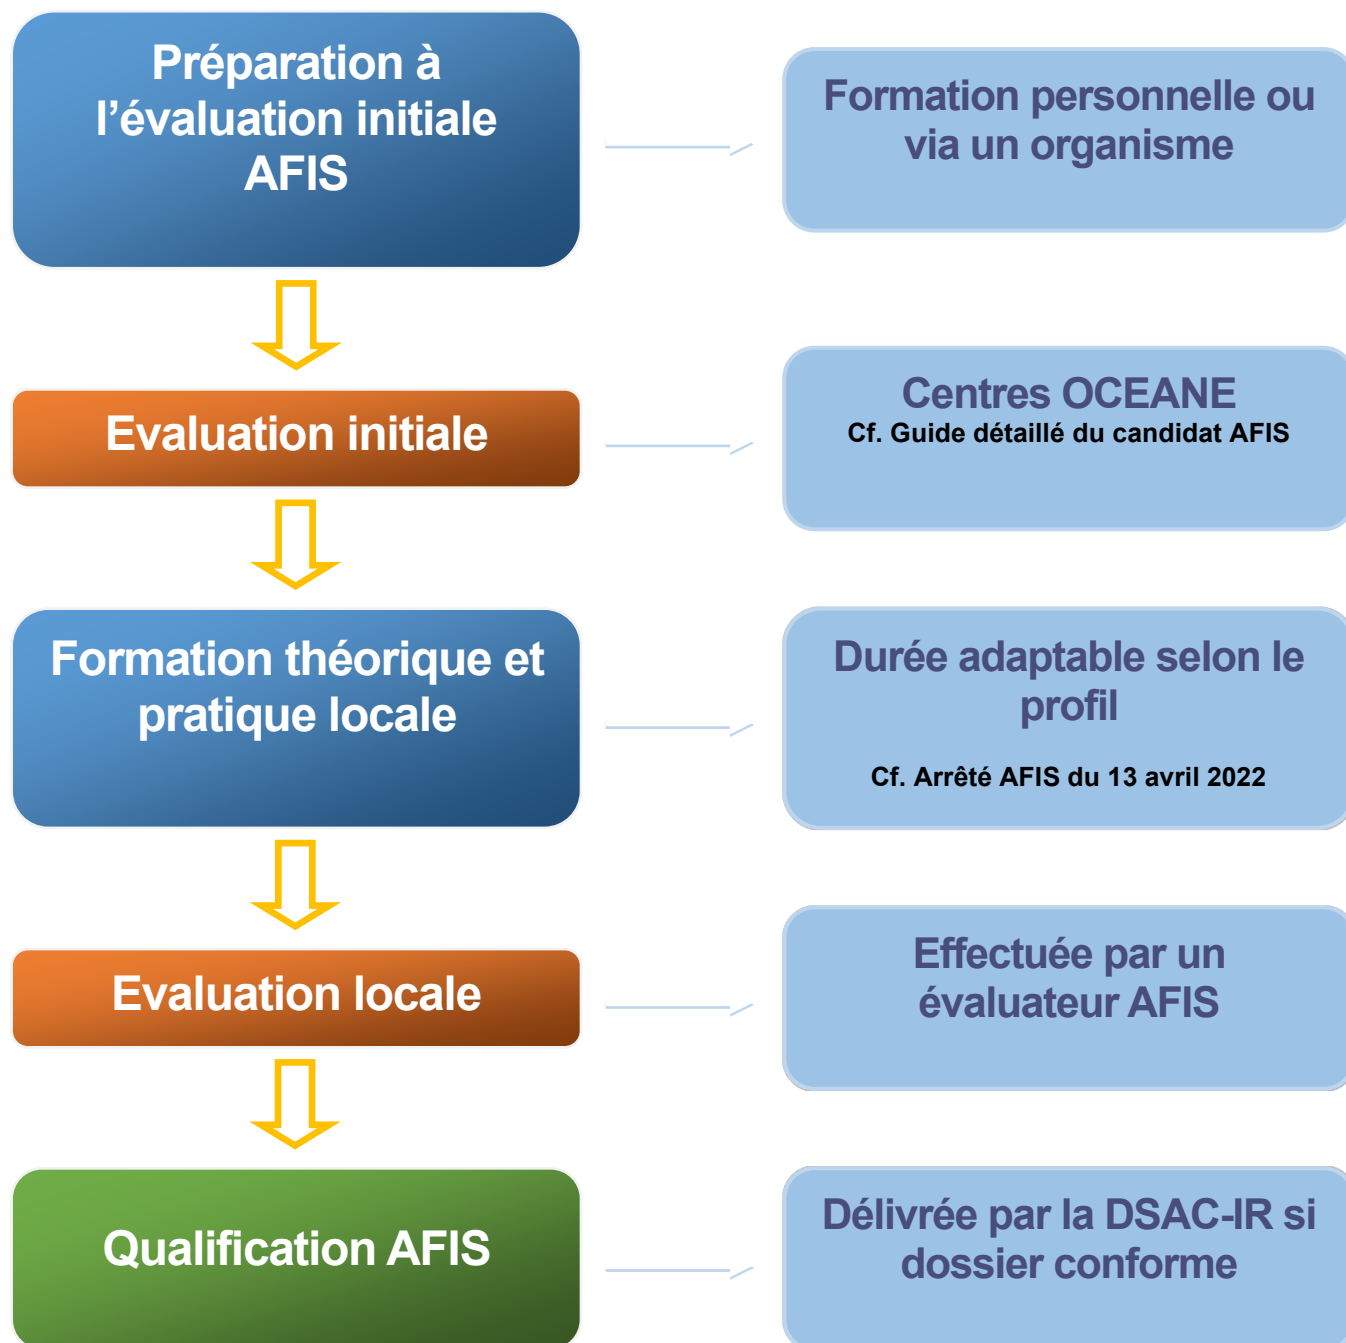 Préparation à
l’évaluation initiale
AFIS
Formation personnelle ou
via un organisme
Evaluation initiale
Centres OCEANE
Cf. Guide détaillé du candidat AFIS
Formation théorique et
pratique locale
Durée adaptable selon le
profil
Cf. Arrêté AFIS du 13 avril 2022
Evaluation locale
Effectuée par un
évaluateur AFIS
Qualification AFIS
Délivrée par la DSAC-IR si
dossier conforme